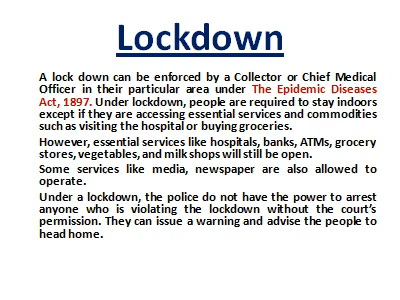 Lockdown
A lock down can be enforced by a Collector or Chief Medical
Officer in their particular area under The Epidemic Diseases
Act, 1897. Under lockdown, people are required to stay indoors
except if they are accessing essential services and commodities
such as visiting the hospital or buying groceries.
However, essential services like hospitals, banks, ATMs, grocery
stores, vegetables, and milk shops will still be open.
Some services like media, newspaper are also allowed to
operate.
Under a lockdown, the police do not have the power to arrest
anyone who is violating the lockdown without the court's
permission. They can issue a warning and advise the people to
head home.